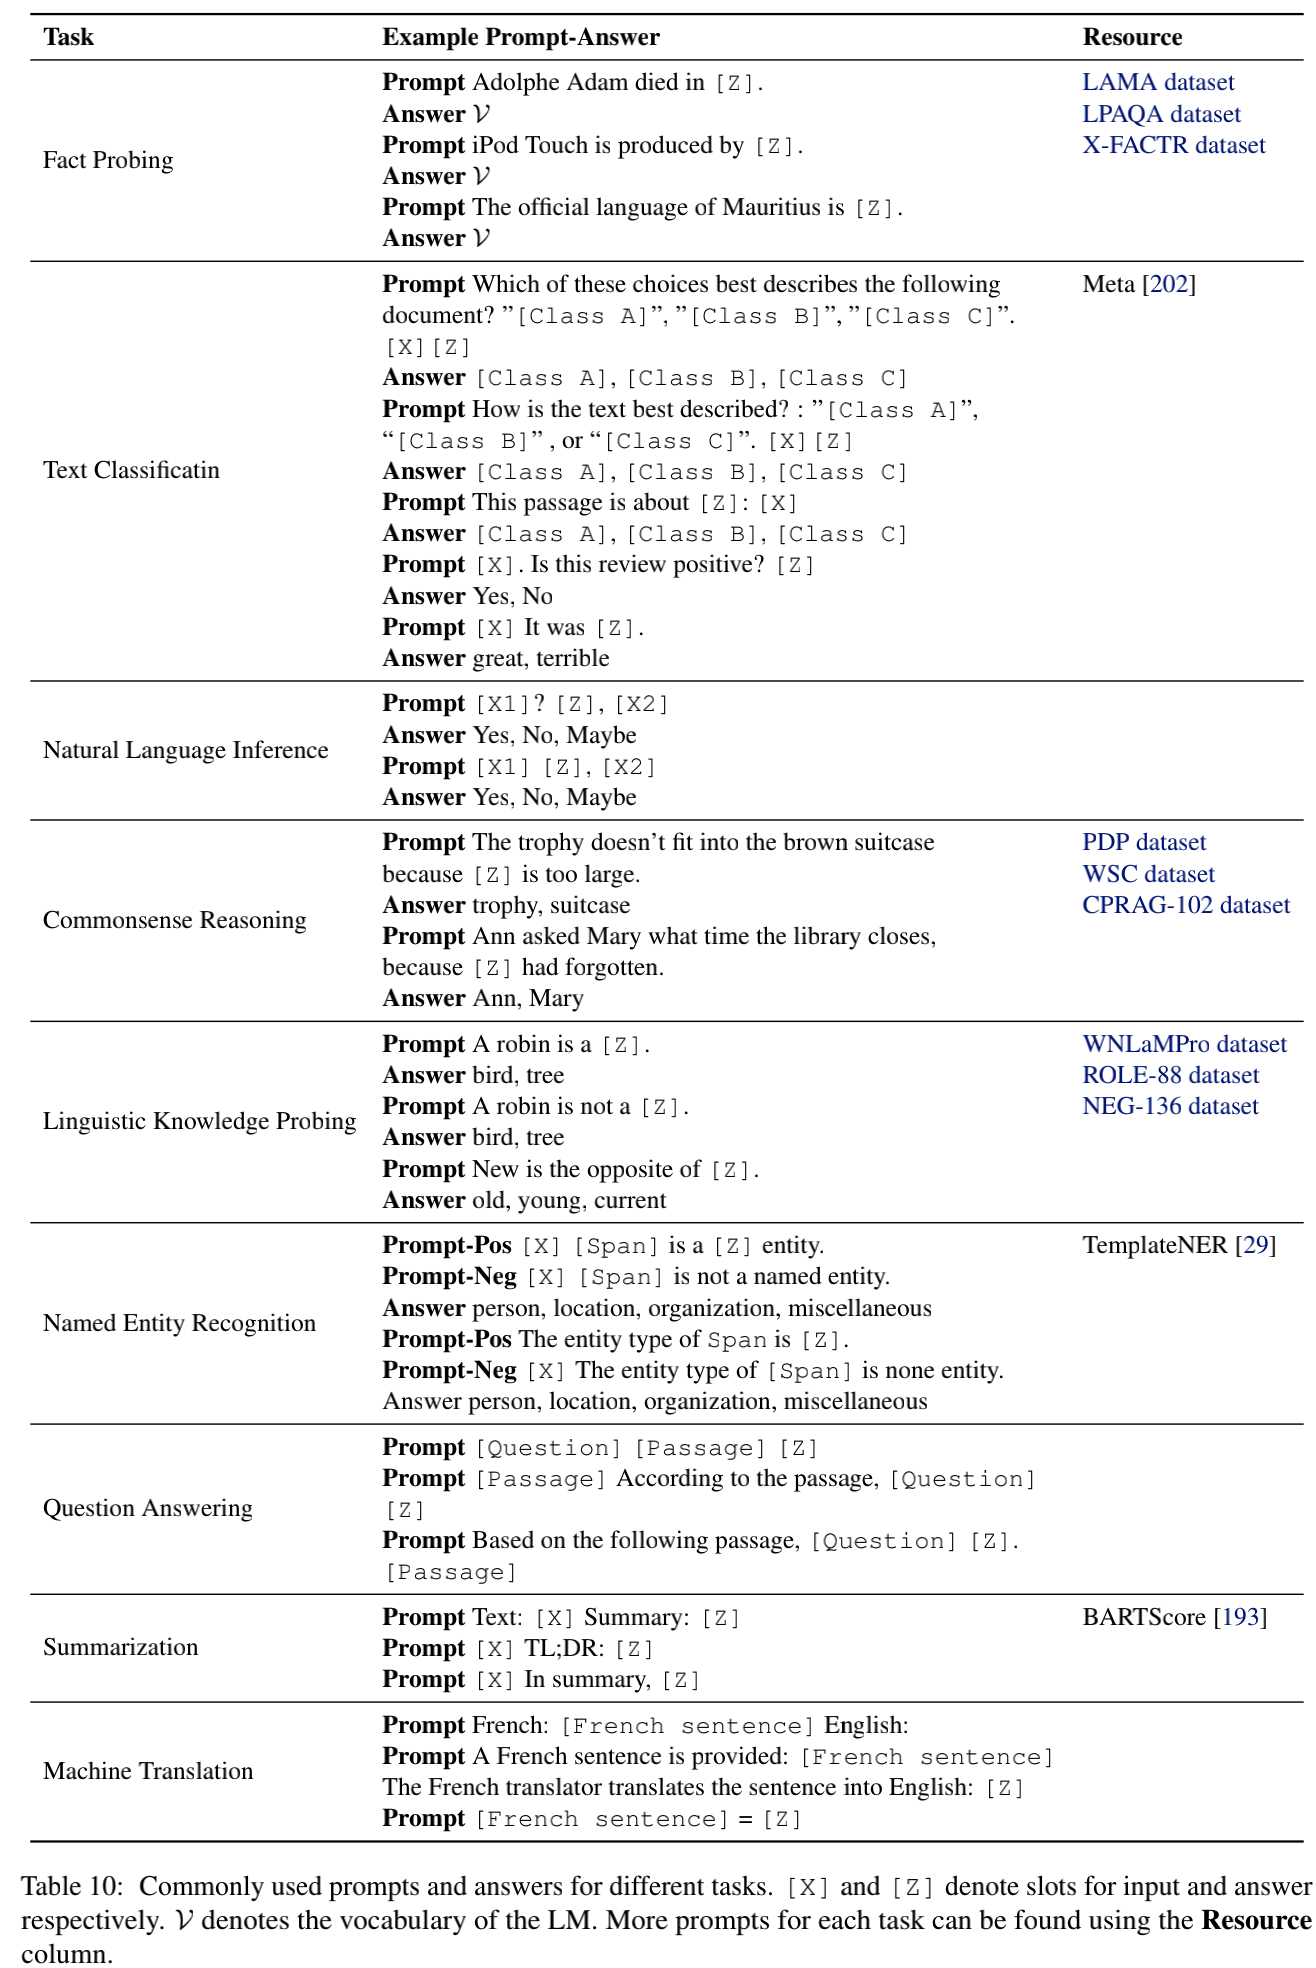 Task Example Prompt-Answer Resource
Prompt Adolphe Adam died in [Z]. LAMA dataset
Answer 𝒱 LPAQA dataset
Prompt iPod Touch is produced by [Z]. X-FACTR dataset
Fact Probing
Answer 𝒱
Prompt The official language of Mauritius is [Z].
Answer 𝒱
Prompt Which of these choices best describes the following Meta [202]
document? ”[Class A]”, ”[Class B]”, ”[Class C]”.
[X][Z]
Answer [Class A], [Class B], [Class C]
Prompt How is the text best described? : ”[Class A]”,
“[Class B]” , or “[Class C]”. [X][Z]
Text Classificatin Answer [Class A], [Class B], [Class C]
Prompt This passage is about [Z]: [X]
Answer [Class A], [Class B], [Class C]
Prompt [X]. Is this review positive? [Z]
Answer Yes, No
Prompt [X] It was [Z].
Answer great, terrible
Prompt [X1]? [Z], [X2]
Answer Yes, No, Maybe
Natural Language Inference
Prompt [X1] [Z], [X2]
Answer Yes, No, Maybe
Prompt The trophy doesn’t fit into the brown suitcase PDP dataset
because [Z] is too large. WSC dataset
Answer trophy, suitcase CPRAG-102 dataset
Commonsense Reasoning
Prompt Ann asked Mary what time the library closes,
because [Z] had forgotten.
Answer Ann, Mary
Prompt A robin is a [Z]. WNLaMPro dataset
Answer bird, tree ROLE-88 dataset
Prompt A robin is not a [Z]. NEG-136 dataset
Linguistic Knowledge Probing
Answer bird, tree
Prompt New is the opposite of [Z].
Answer old, young, current
Prompt-Pos [X] [Span] is a [Z] entity. TemplateNER [29]
Prompt-Neg [X] [Span] is not a named entity.
Answer person, location, organization, miscellaneous
Named Entity Recognition
Prompt-Pos The entity type of Span is [Z].
Prompt-Neg [X] The entity type of [Span] is none entity.
Answer person, location, organization, miscellaneous
Prompt [Question] [Passage] [Z]
Prompt [Passage] According to the passage, [Question]
Question Answering [Z]
Prompt Based on the following passage, [Question] [Z].
[Passage]
Prompt Text: [X] Summary: [Z] BARTScore [193]
Summarization Prompt [X] TL;DR: [Z]
Prompt [X] In summary, [Z]
Prompt French: [French sentence] English:
Prompt A French sentence is provided: [French sentence]
Machine Translation
The French translator translates the sentence into English: [Z]
Prompt [French sentence] = [Z]
Table 10: Commonly used prompts and answers for different tasks. [X] and [Z] denote slots for input and answer
respectively. 𝒱 denotes the vocabulary of the LM. More prompts for each task can be found using the Resource
column.